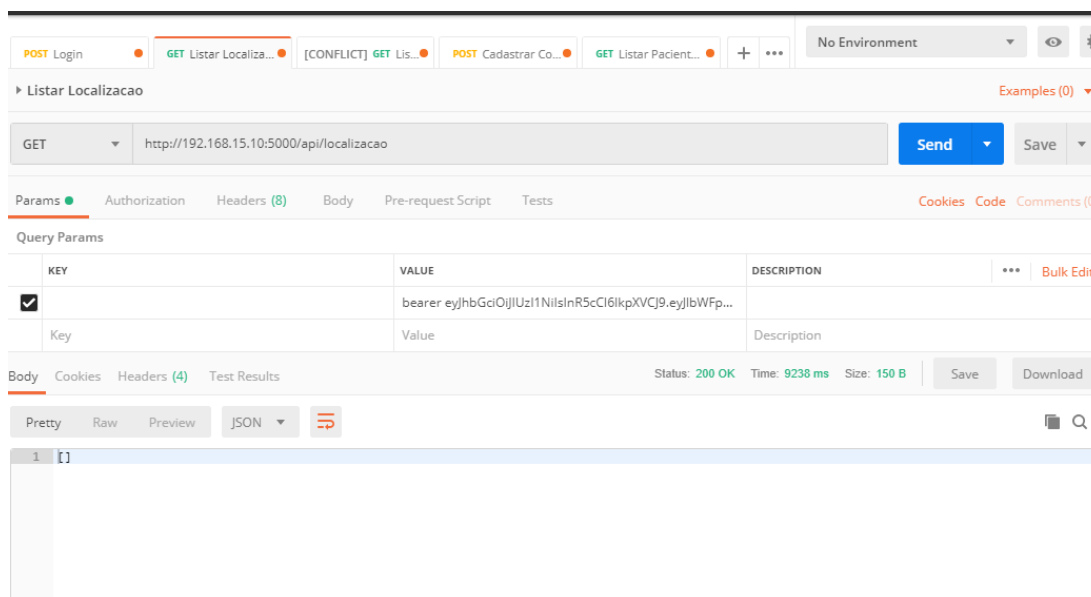 POST Login GET Listar Localiza... [CONFLICT] GET Lis... POST Cadastrar Co... GET Listar Pacient... + ••• No Environment
Listar Localizacao Examples (0)
GET http://192.168.15.10:5000/api/localizacao Send Save
Params Authorization Headers (8) Body Pre-request Script Tests Cookies Code Comments (0
Query Params
KEY VALUE DESCRIPTION ••• Bulk Edit
bearer eyJhbGciOiJIUzI1NiIsInR5cCI6IkpXVCJ9.eyJlbWFp...
Key Value Description
Body Cookies Headers (4) Test Results Status: 200 OK Time: 9238 ms Size: 150 B Save Download
Pretty Raw Preview JSON
1 []